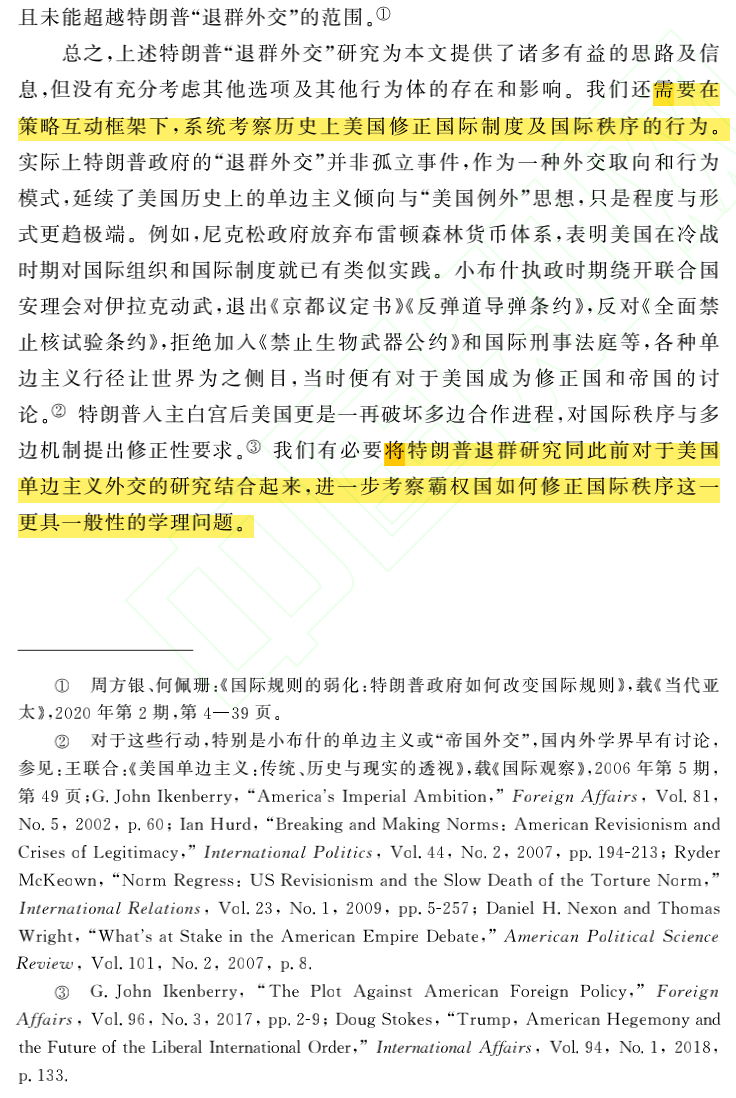 且未能超越特朗普“退群外交”的范围。①
总之,上述特朗普“退群外交”研究为本文提供了诸多有益的思路及信
息,但没有充分考虑其他选项及其他行为体的存在和影响。我们还需要在
策略互动框架下,系统考察历史上美国修正国际制度及国际秩序的行为。
实际上特朗普政府的“退群外交”并非孤立事件,作为一种外交取向和行为
模式,延续了美国历史上的单边主义倾向与“美国例外”思想,只是程度与形
式更趋极端。例如,尼克松政府放弃布雷顿森林货币体系,表明美国在冷战
时期对国际组织和国际制度就已有类似实践。小布什执政时期绕开联合国
安理会对伊拉克动武,退出《京都议定书》《反弹道导弹条约》,反对《全面禁
止核试验条约》,拒绝加入《禁止生物武器公约》和国际刑事法庭等,各种单
边主义行径让世界为之侧目,当时便有对于美国成为修正国和帝国的讨
论。② 特朗普入主白宫后美国更是一再破坏多边合作进程,对国际秩序与多
边机制提出修正性要求。③ 我们有必要将特朗普退群研究同此前对于美国
单边主义外交的研究结合起来,进一步考察霸权国如何修正国际秩序这一
更具一般性的学理问题。
① 周方银、何佩珊:《国际规则的弱化:特朗普政府如何改变国际规则》,载《当代亚
太》,2020 年第 2 期,第 4—39 页。
② 对于这些行动,特别是小布什的单边主义或“帝国外交”,国内外学界早有讨论,
参见:王联合:《美国单边主义:传统、历史与现实的透视》,载《国际观察》,2006 年第 5 期,
第 49 页;G. John Ikenberry, “America's Imperial Ambition,” Foreign Affairs, Vol. 81,
No. 5, 2002, p. 60; Ian Hurd, “Breaking and Making Norms: American Revisionism and
Crises of Legitimacy,” International Politics, Vol. 44, No. 2, 2007, pp. 194-213; Ryder
McKeown, “Norm Regress: US Revisionism and the Slow Death of the Torture Norm,”
International Relations, Vol. 23, No. 1, 2009, pp. 5-257; Daniel H. Nexon and Thomas
Wright, “What's at Stake in the American Empire Debate,” American Political Science
Review, Vol. 101, No. 2, 2007, p. 8.
③ G. John Ikenberry, “The Plot Against American Foreign Policy,” Foreign
Affairs, Vol. 96, No. 3, 2017, pp. 2-9; Doug Stokes, “Trump, American Hegemony and
the Future of the Liberal International Order,” International Affairs, Vol. 94, No. 1, 2018,
p. 133.